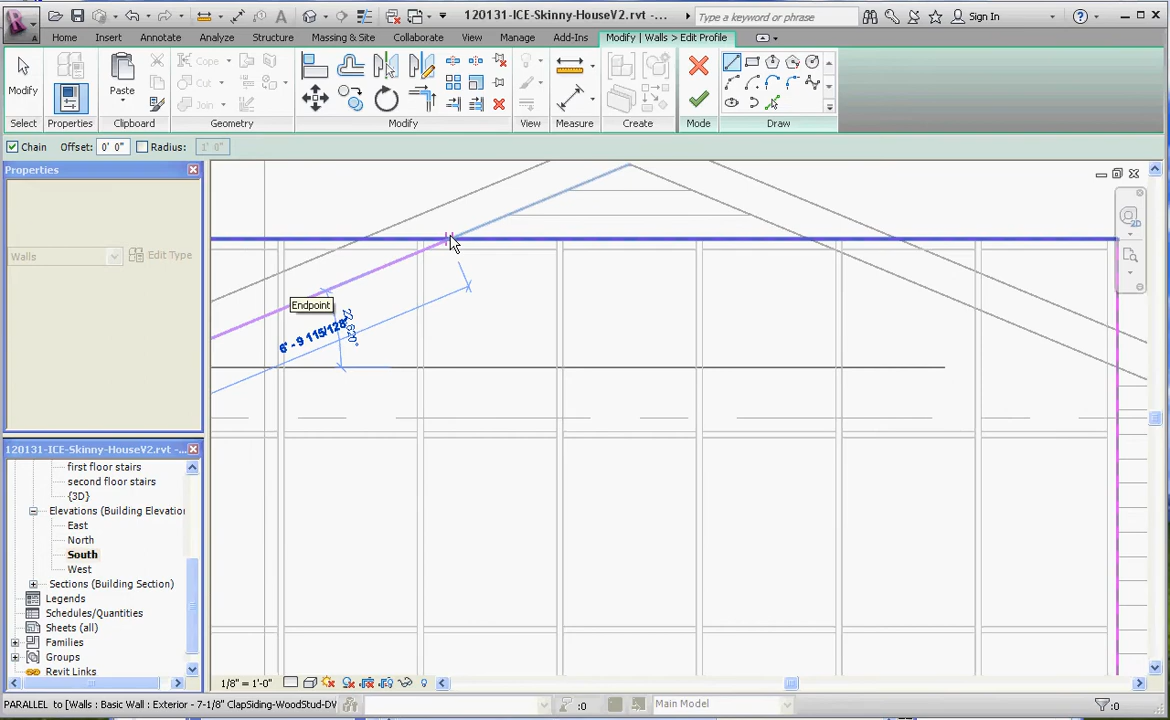 120131-ICE-Skinny-HouseV2.rvt -...
Type a keyword or phrase
Sign In
Home Insert Annotate Analyze Structure Massing & Site Collaborate View Manage Add-Ins Modify | Walls > Edit Profile
Modify
Paste
Cope
Cut
Join
Select Properties Clipboard Geometry Modify View Measure Create Mode Draw
Chain Offset: 0' 0" Radius: 1' 0"
Properties
Walls
Edit Type
Endpoint
6' - 9 115/128"
22.620°
120131-ICE-Skinny-HouseV2.rvt -...
first floor stairs
second floor stairs
{3D}
Elevations (Building Elevation
East
North
South
West
Sections (Building Section)
Legends
Schedules/Quantities
Sheets (all)
Families
Groups
Revit Links
1/8" = 1'-0"
PARALLEL to [Walls : Basic Wall : Exterior - 7-1/8" ClapSiding-WoodStud-DV
:0
Main Model
:0